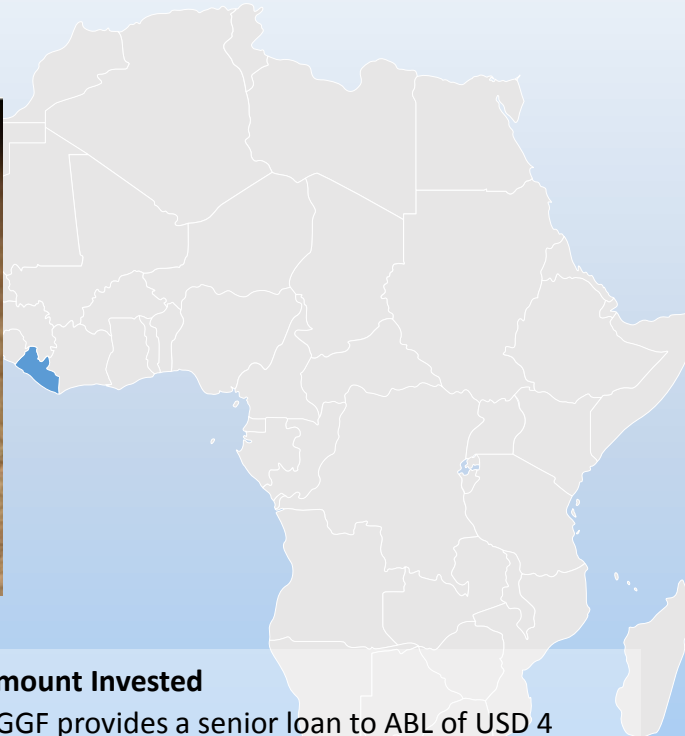 mount Invested
GGF provides a senior loan to ABL of USD 4